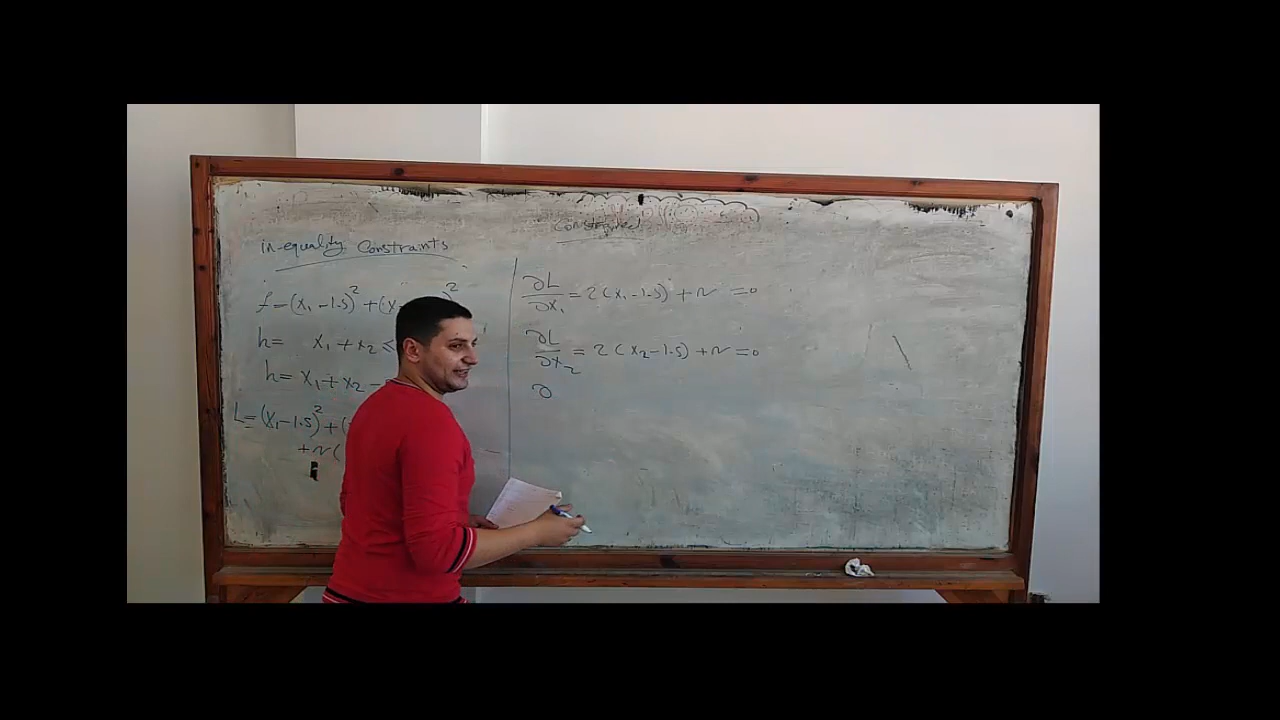 Constrained
in-equality Constraints
f=(x₁-1.5)²+(x
h= x₁+x₂≤
h=x₁+x₂-
L=(x₁-1.5)²+(
+N(
∂L/∂x₁=2(x₁-1.5)+N=0
∂L/∂x₂=2(x₂-1.5)+N=0
∂